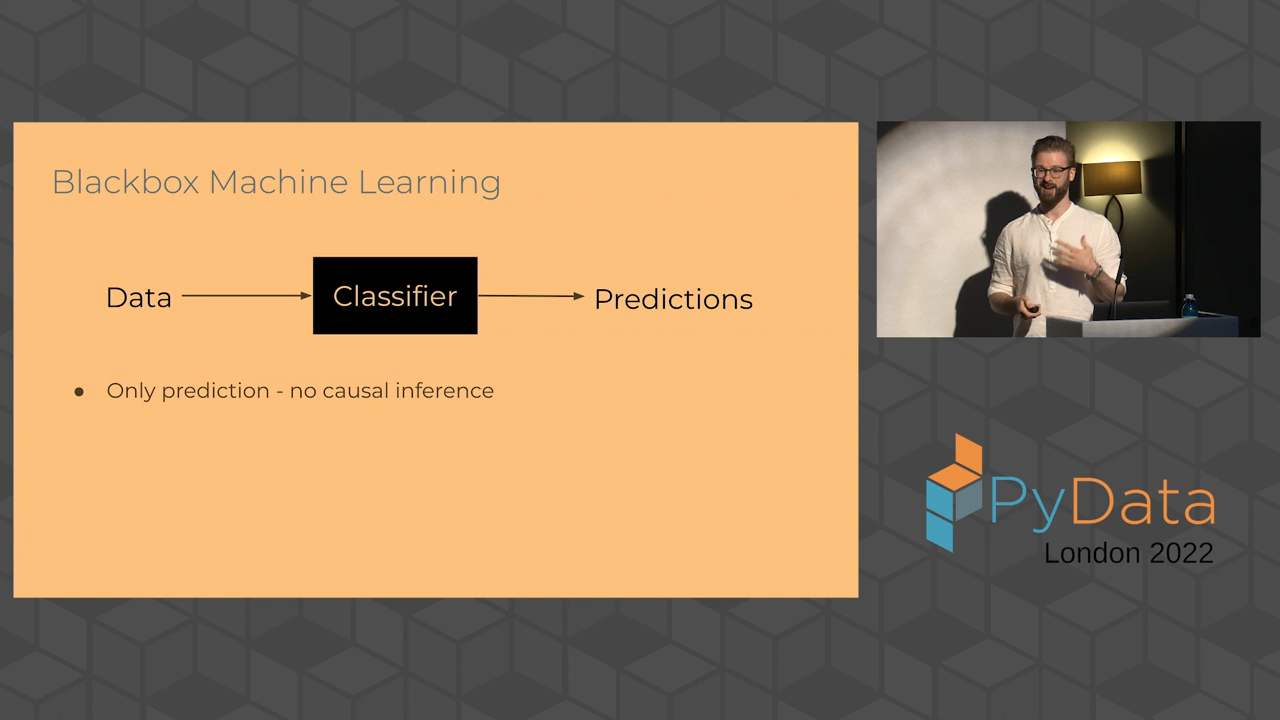 Blackbox Machine Learning
Data
Classifier
Predictions
● Only prediction - no causal inference
PyData
London 2022